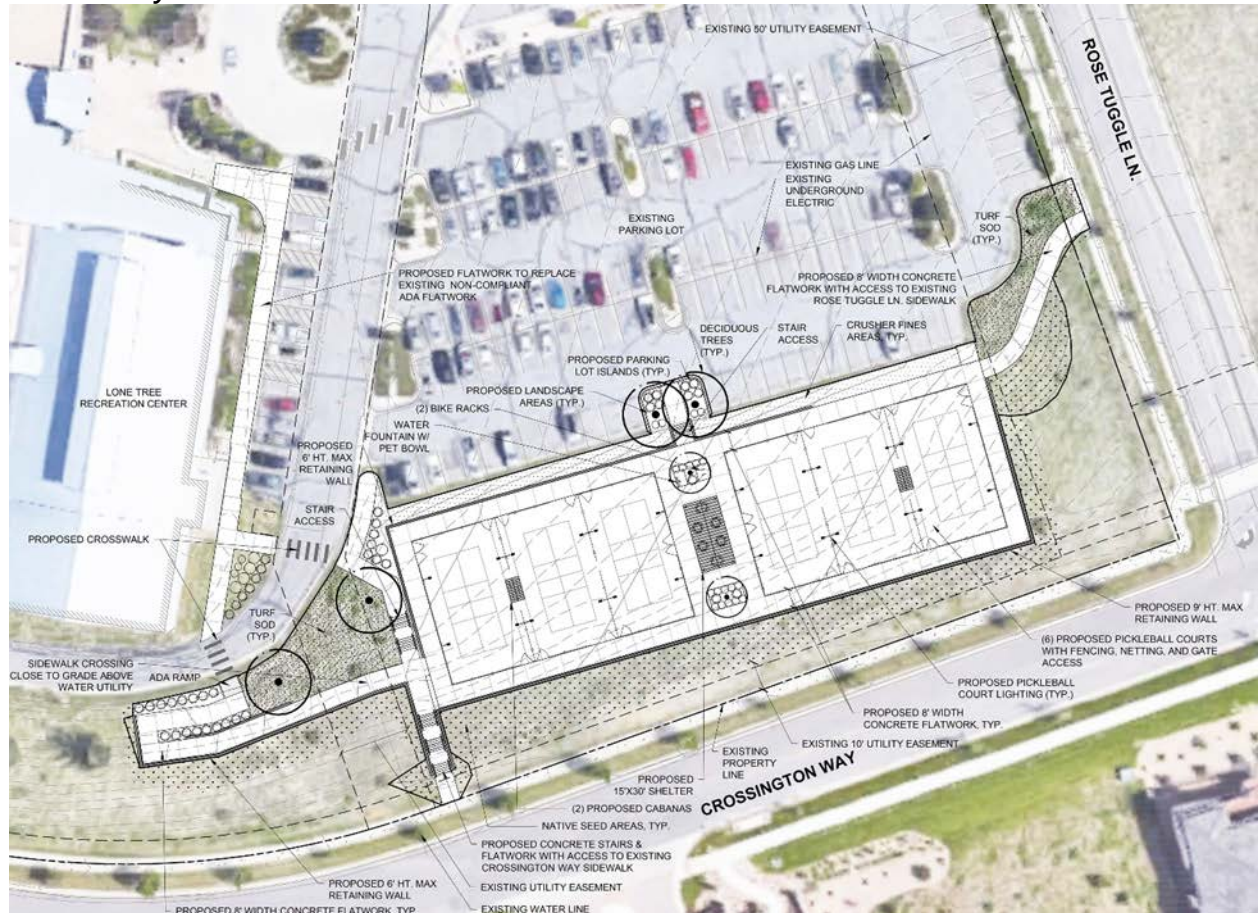 EXISTING 50' UTILITY EASEMENT
ROSE TUGGLE LN.
EXISTING GAS LINE
EXISTING
UNDERGROUND
ELECTRIC
EXISTING
PARKING LOT
TURF
SOD
(TYP.)
PROPOSED FLATWORK TO REPLACE
EXISTING NON-COMPLIANT
ADA FLATWORK
PROPOSED 8' WIDTH CONCRETE
FLATWORK WITH ACCESS TO EXISTING
ROSE TUGGLE LN. SIDEWALK
DECIDUOUS
TREES
(TYP.)
STAIR
ACCESS
CRUSHER FINES
AREAS, TYP.
PROPOSED PARKING
LOT ISLANDS (TYP.)
LONE TREE
RECREATION CENTER
PROPOSED LANDSCAPE
AREAS (TYP.)
(2) BIKE RACKS
WATER
FOUNTAIN W/
PET BOWL
PROPOSED
6' HT. MAX
RETAINING
WALL
STAIR
ACCESS
PROPOSED CROSSWALK
TURF
SOD
(TYP.)
PROPOSED 9' HT. MAX
RETAINING WALL
(6) PROPOSED PICKLEBALL COURTS
WITH FENCING, NETTING, AND GATE
ACCESS
SIDEWALK CROSSING
CLOSE TO GRADE ABOVE
WATER UTILITY
ADA RAMP
PROPOSED PICKLEBALL
COURT LIGHTING (TYP.)
PROPOSED 8' WIDTH
CONCRETE FLATWORK, TYP.
EXISTING 10' UTILITY EASEMENT
EXISTING
PROPERTY
LINE
CROSSINGTON WAY
PROPOSED
15'X30' SHELTER
(2) PROPOSED CABANAS
NATIVE SEED AREAS, TYP.
PROPOSED CONCRETE STAIRS &
FLATWORK WITH ACCESS TO EXISTING
CROSSINGTON WAY SIDEWALK
PROPOSED 6' HT. MAX
RETAINING WALL
EXISTING UTILITY EASEMENT
PROPOSED 8' WIDTH CONCRETE FLATWORK, TYP.
EXISTING WATER LINE